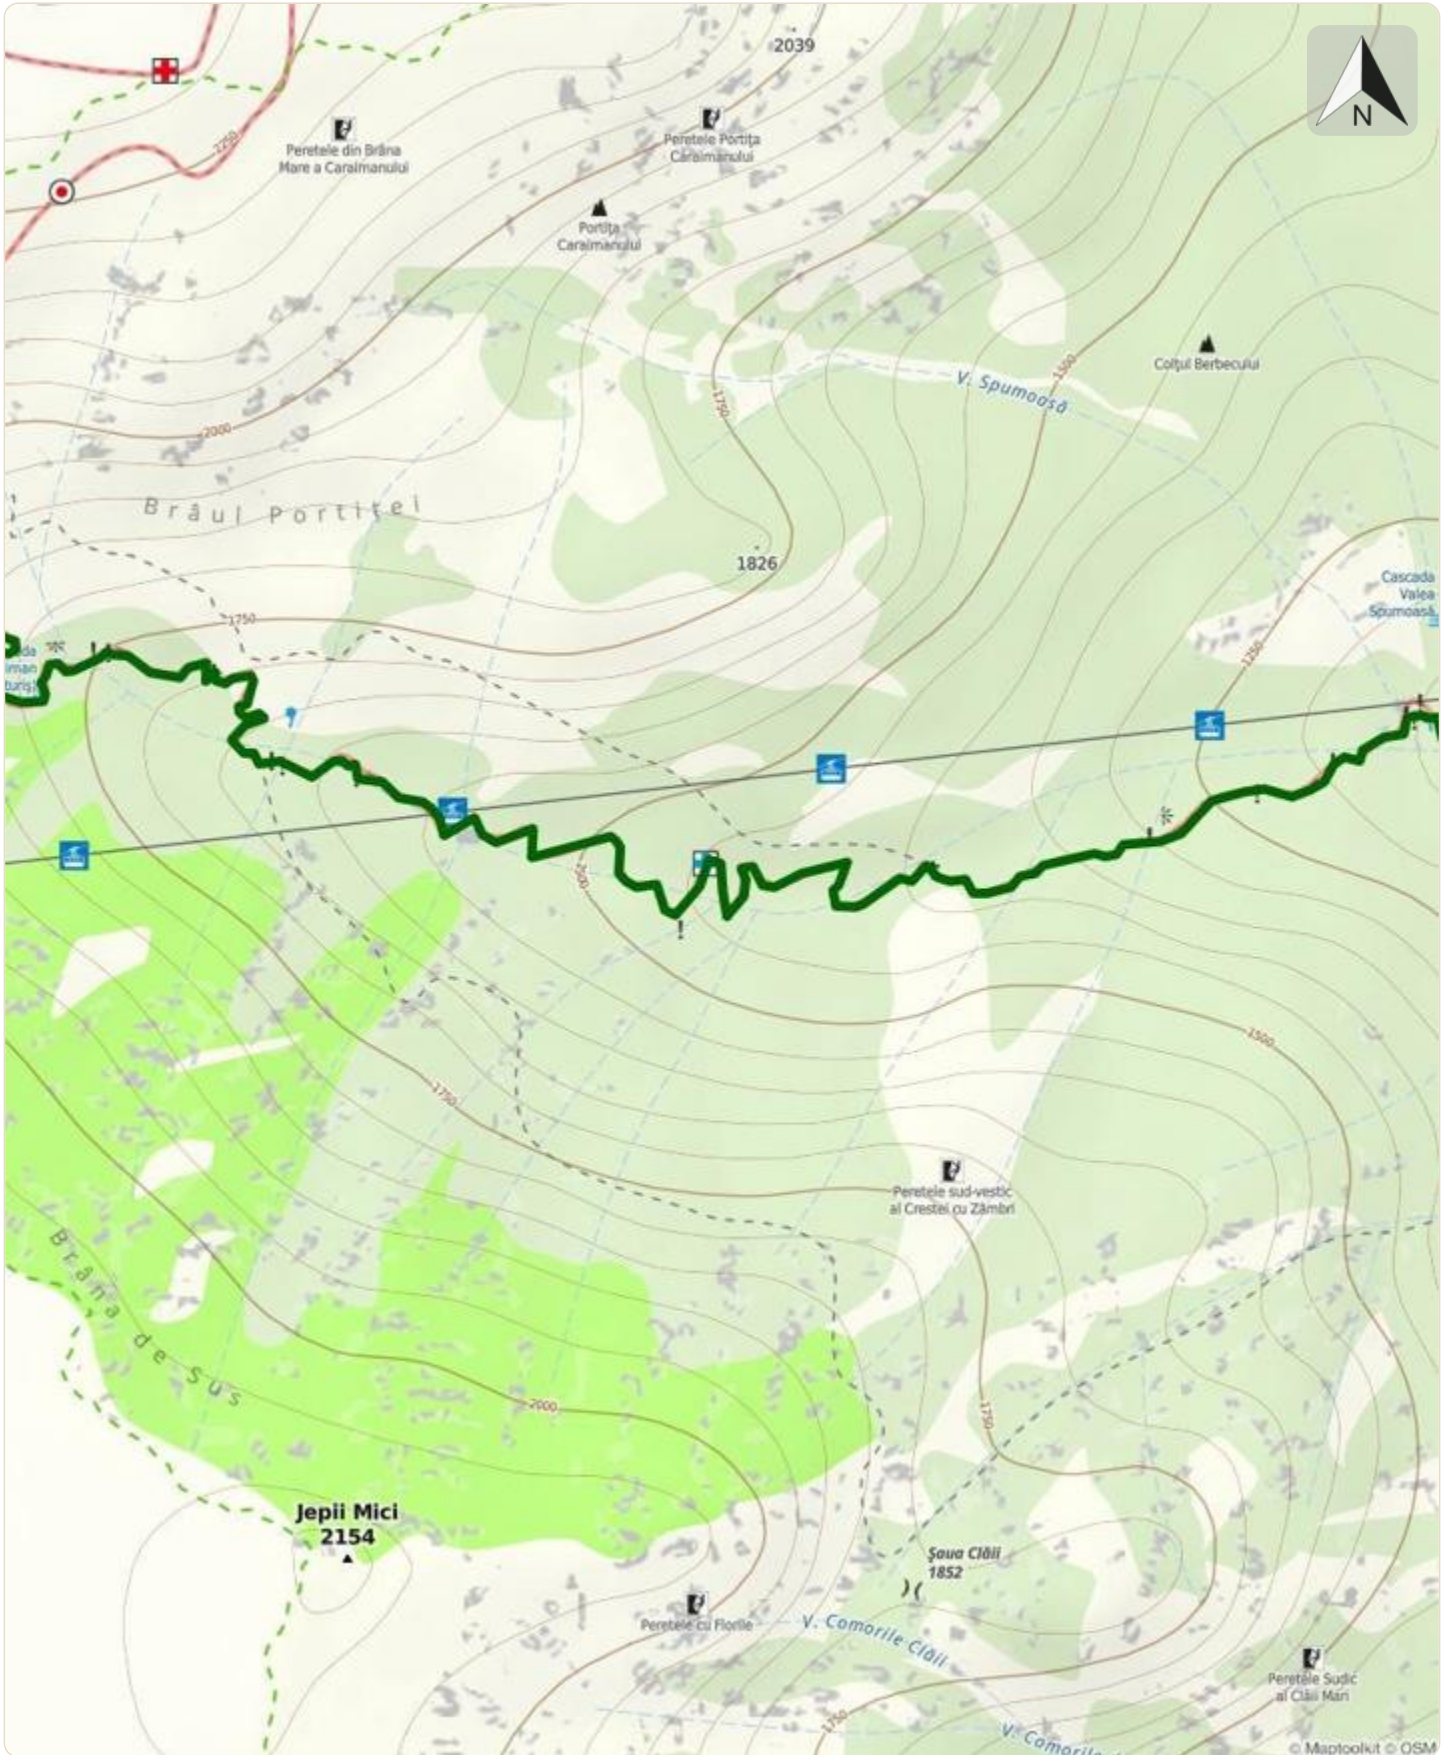 2039
N
2250
Peretele din Brâna
Mare a Caraimanului
Peretele Portița
Caraimanului
Portița
Caraimanului
Colțul Berbecului
1500
V. Spumoasă
1750
2000
Brâul Portiței
1826
Cascada
Valea
Spumoasă
1750
1250
1500
1500
1750
Peretele sud-vestic
al Crestei cu Zâmbri
Brâna de Sus
2000
1750
Jepii Mici
2154
Șaua Clăii
1852
Peretele cu Florile
V. Comorile Clăii
Peretele Sudic
al Clăii Mari
1750
V. Comorile
© Maptoolkit © OSM